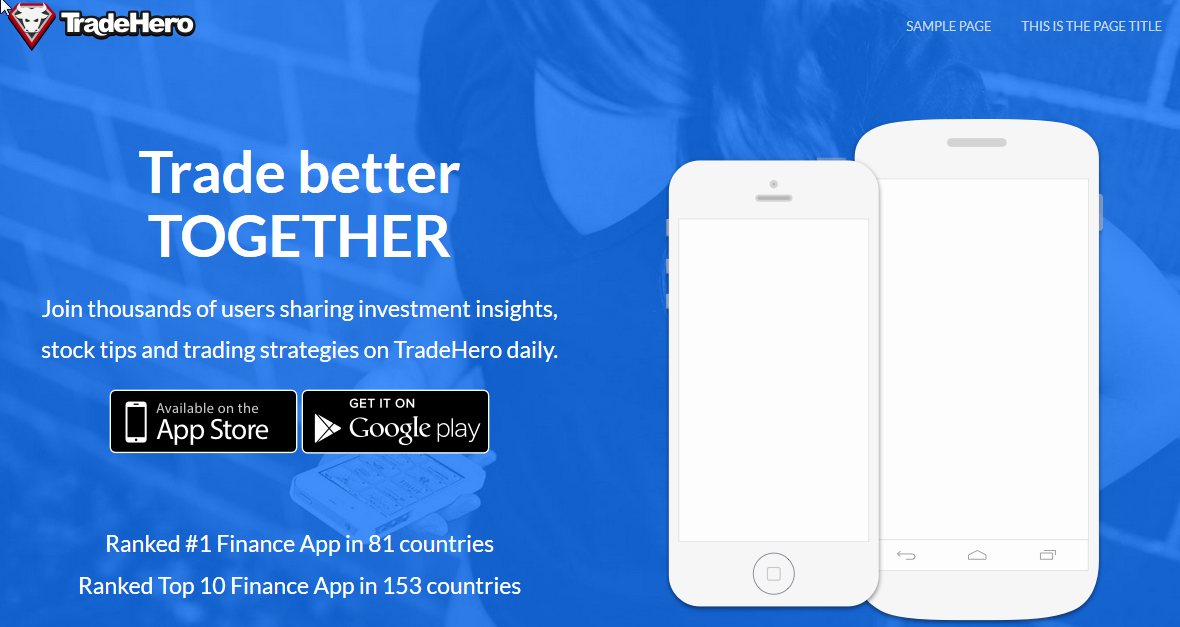 TradeHero
SAMPLE PAGE
THIS IS THE PAGE TITLE
Trade better
TOGETHER
Join thousands of users sharing investment insights,
stock tips and trading strategies on TradeHero daily.
Available on the
App Store
GET IT ON
Google play
Ranked #1 Finance App in 81 countries
Ranked Top 10 Finance App in 153 countries